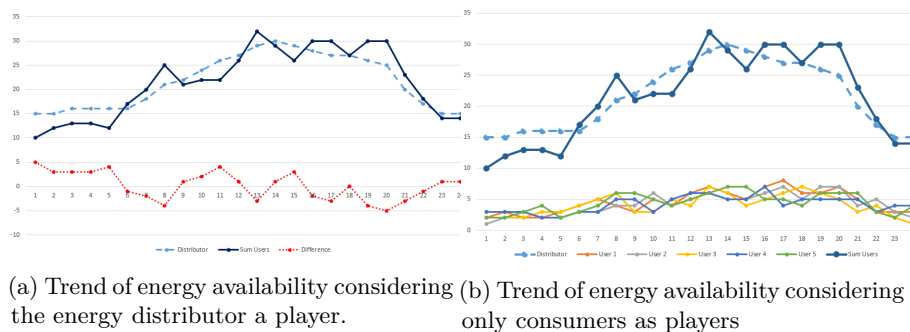 35
30
25
20
15
10
5
0
-5
-10
1 2 3 4 5 6 7 8 9 10 11 12 13 14 15 16 17 18 19 20 21 22 23
Distributor Sum Users Difference
(a) Trend of energy availability considering
the energy distributor a player.
35
30
25
20
15
10
5
0
1 2 3 4 5 6 7 8 9 10 11 12 13 14 15 16 17 18 19 20 21 22 23
Distributor User 1 User 2 User 3 User 4 User 5 Sum Users
(b) Trend of energy availability considering
only consumers as players